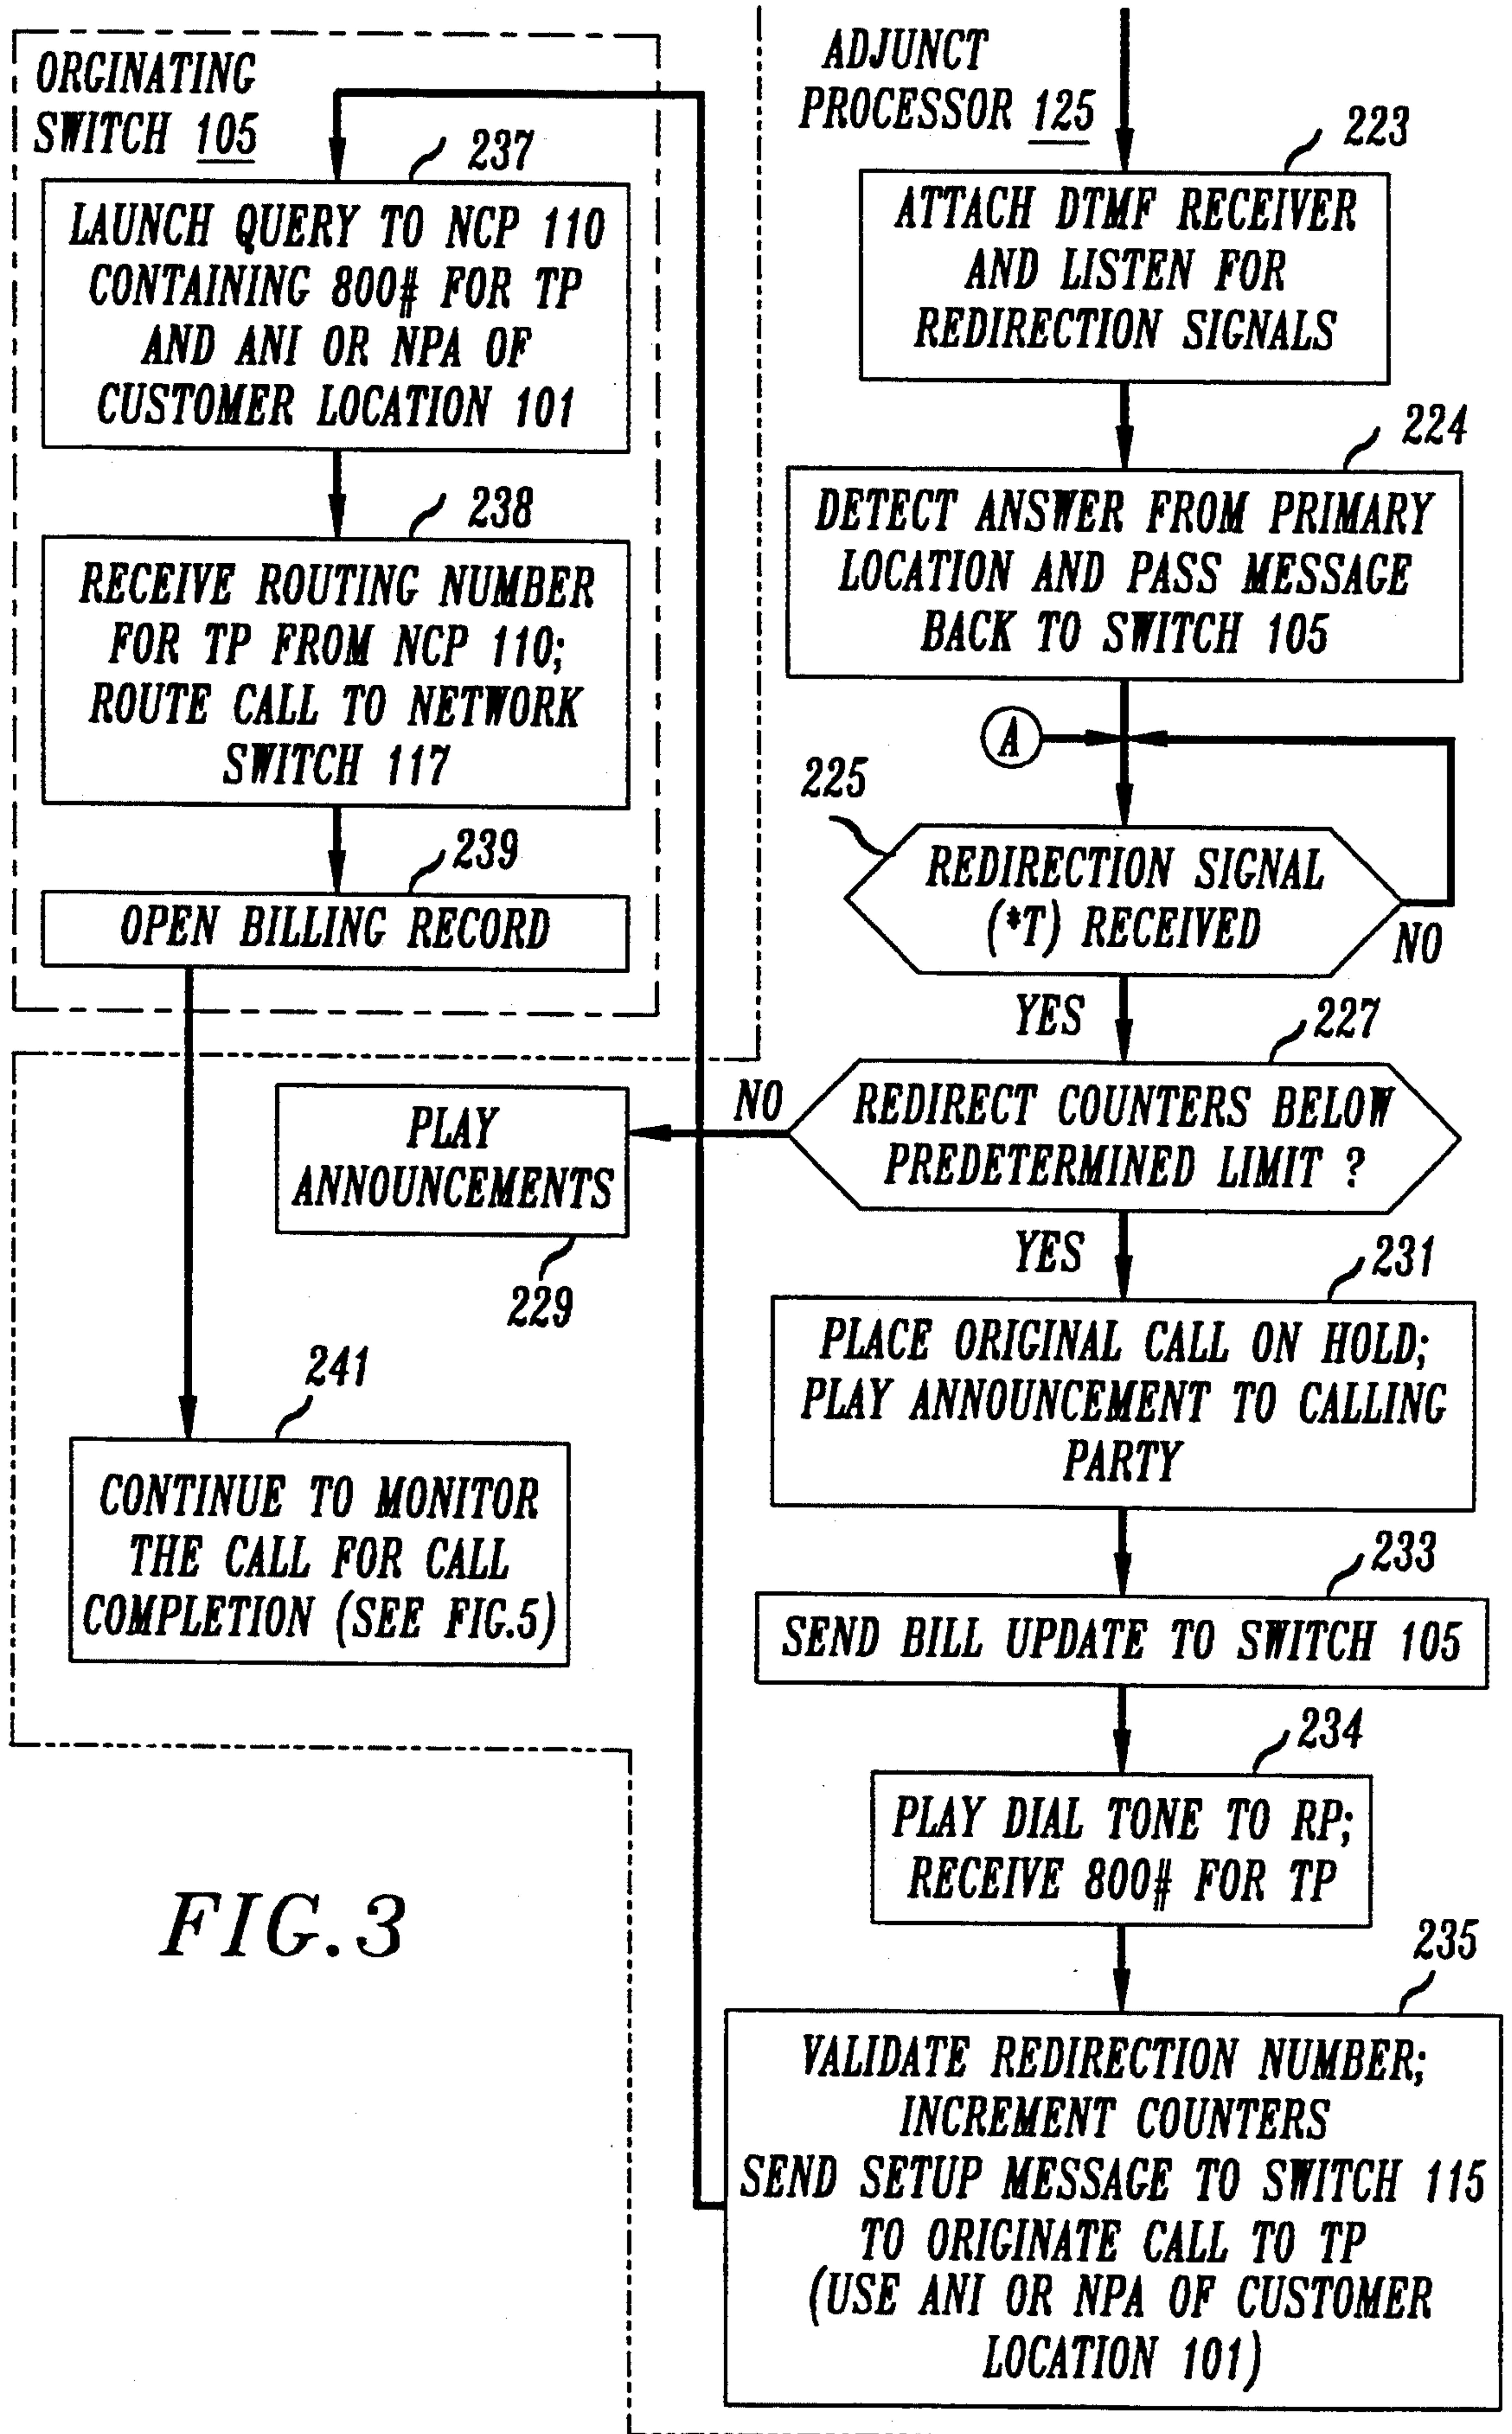 ORGINATING
SWITCH 105
237
LAUNCH QUERY TO NCP 110
CONTAINING 800# FOR TP
AND ANI OR NPA OF
CUSTOMER LOCATION 101
238
RECEIVE ROUTING NUMBER
FOR TP FROM NCP 110;
ROUTE CALL TO NETWORK
SWITCH 117
239
OPEN BILLING RECORD
ADJUNCT
PROCESSOR 125
223
ATTACH DTMF RECEIVER
AND LISTEN FOR
REDIRECTION SIGNALS
224
DETECT ANSWER FROM PRIMARY
LOCATION AND PASS MESSAGE
BACK TO SWITCH 105
A
225
REDIRECTION SIGNAL
(*T) RECEIVED
NO
YES
227
REDIRECT COUNTERS BELOW
PREDETERMINED LIMIT ?
NO
PLAY
ANNOUNCEMENTS
229
YES
231
PLACE ORIGINAL CALL ON HOLD;
PLAY ANNOUNCEMENT TO CALLING
PARTY
241
CONTINUE TO MONITOR
THE CALL FOR CALL
COMPLETION (SEE FIG.5)
233
SEND BILL UPDATE TO SWITCH 105
234
PLAY DIAL TONE TO RP;
RECEIVE 800# FOR TP
235
VALIDATE REDIRECTION NUMBER;
INCREMENT COUNTERS
SEND SETUP MESSAGE TO SWITCH 115
TO ORIGINATE CALL TO TP
(USE ANI OR NPA OF CUSTOMER
LOCATION 101)
FIG.3